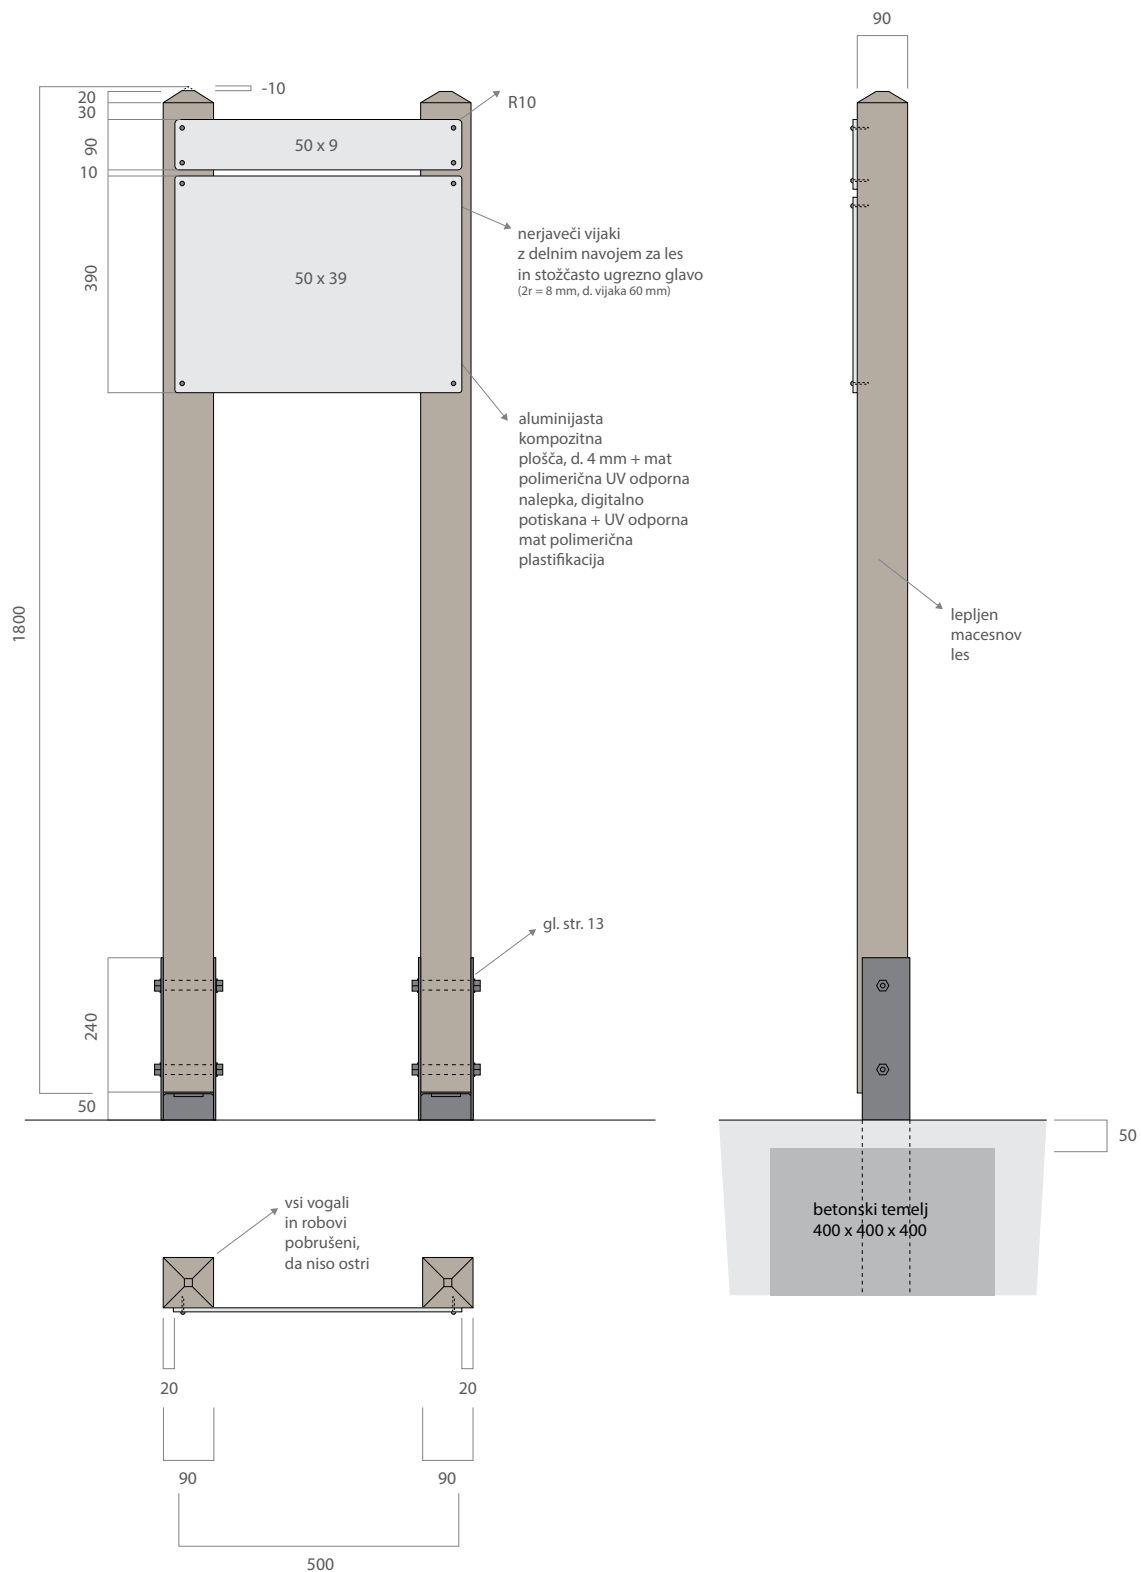 90
-10
20
30
R10
90
50 x 9
10
nerjaveči vijaki
z delnim navojem za les
in stožčasto ugrezno glavo
(2r = 8 mm, d. vijaka 60 mm)
390
50 x 39
aluminijasta
kompozitna
plošča, d. 4 mm + mat
polimerična UV odporna
nalepka, digitalno
potiskana + UV odporna
mat polimerična
plastifikacija
1800
lepljen
macesnov
les
gl. str. 13
240
50
50
betonski temelj
400 x 400 x 400
vsi vogali
in robovi
pobrušeni,
da niso ostri
20
20
90
90
500